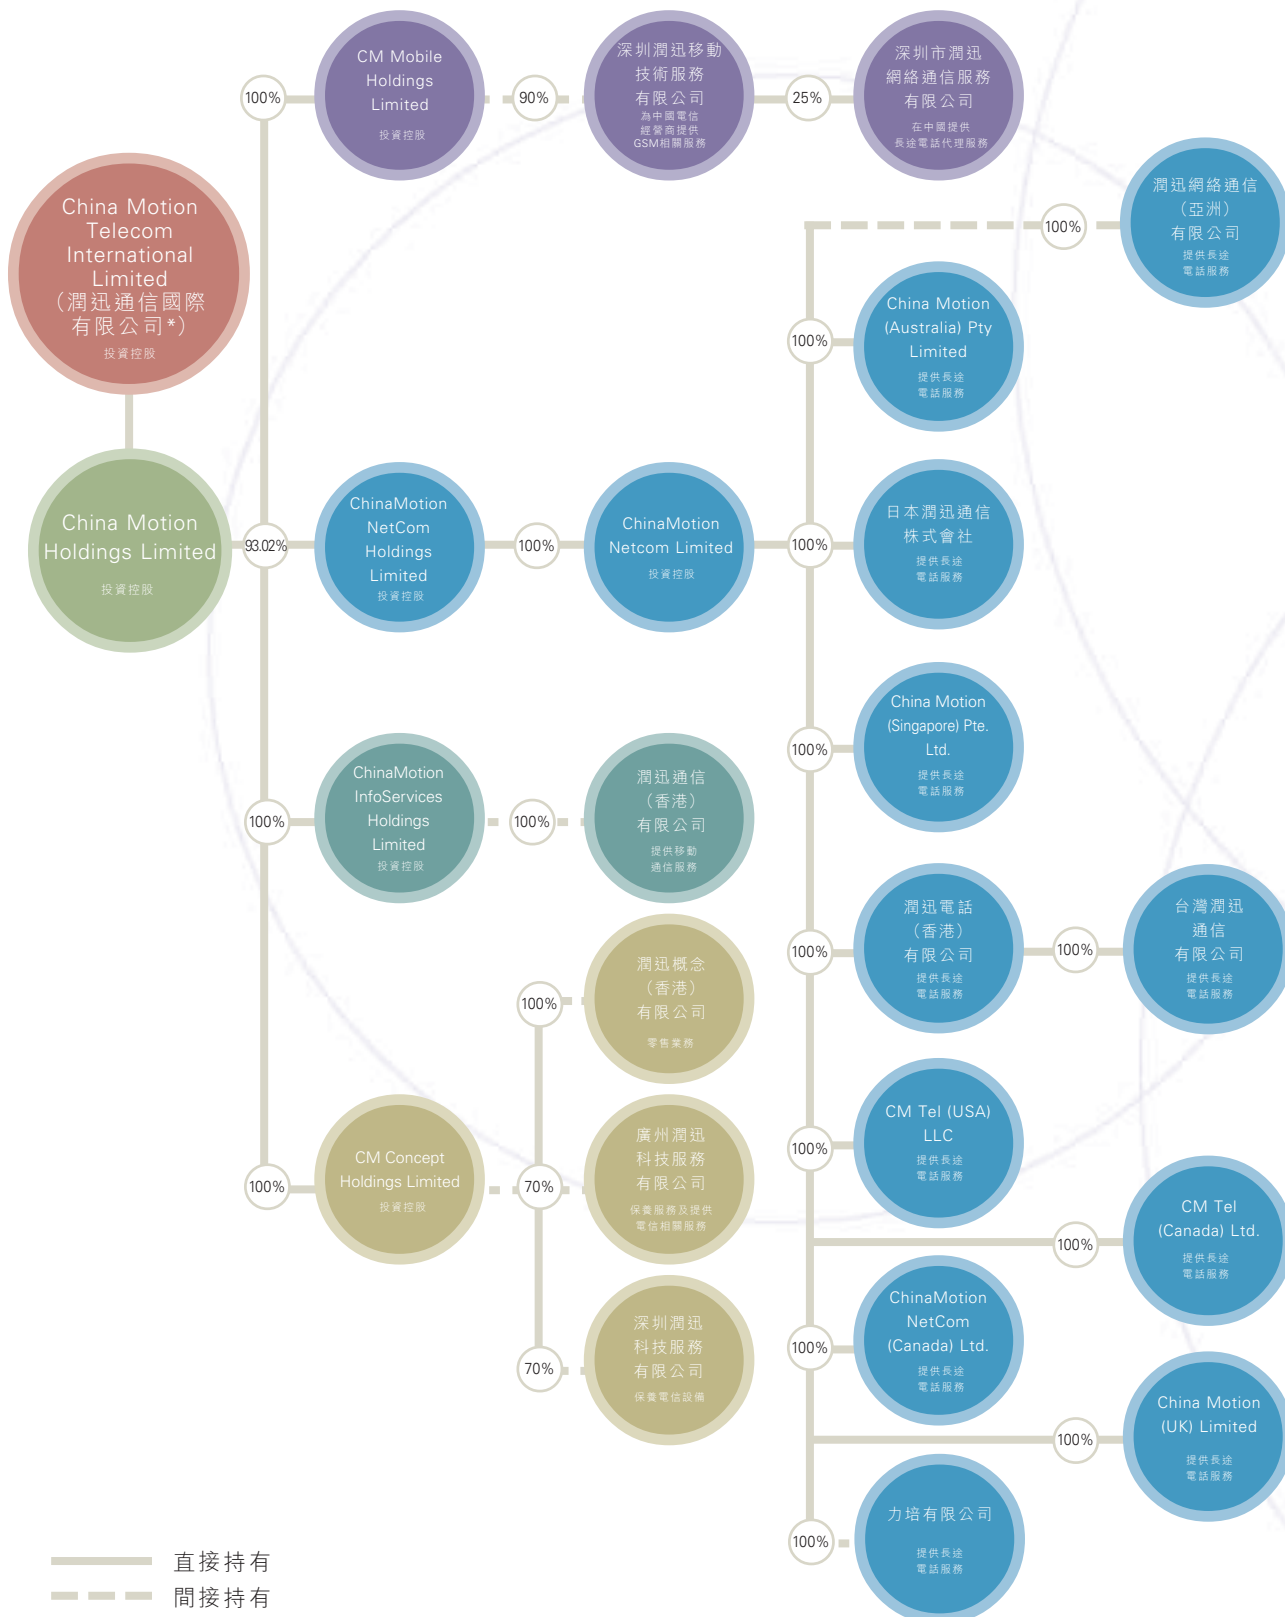 China Motion
Telecom
International
Limited
（潤迅通信國際
有限公司*）
投資控股
China Motion
Holdings Limited
投資控股
100%
CM Mobile
Holdings
Limited
投資控股
90%
深圳潤迅移動
技術服務
有限公司
為中國電信
經營商提供
GSM相關服務
25%
深圳市潤迅
網絡通信服務
有限公司
在中國提供
長途電話代理服務
93.02%
ChinaMotion
NetCom
Holdings
Limited
投資控股
100%
ChinaMotion
Netcom Limited
投資控股
100%
潤迅網絡通信
（亞洲）
有限公司
提供長途
電話服務
100%
China Motion
(Australia) Pty
Limited
提供長途
電話服務
100%
日本潤迅通信
株式會社
提供長途
電話服務
100%
China Motion
(Singapore) Pte.
Ltd.
提供長途
電話服務
100%
潤迅電話
（香港）
有限公司
提供長途
電話服務
100%
台灣潤迅
通信
有限公司
提供長途
電話服務
100%
CM Tel (USA)
LLC
提供長途
電話服務
100%
CM Tel
(Canada) Ltd.
提供長途
電話服務
100%
ChinaMotion
NetCom
(Canada) Ltd.
提供長途
電話服務
100%
China Motion
(UK) Limited
提供長途
電話服務
100%
力培有限公司
提供長途
電話服務
100%
ChinaMotion
InfoServices
Holdings
Limited
投資控股
100%
潤迅通信
（香港）
有限公司
提供移動
通信服務
100%
CM Concept
Holdings Limited
投資控股
100%
潤迅概念
（香港）
有限公司
零售業務
70%
廣州潤迅
科技服務
有限公司
保養服務及提供
電信相關服務
70%
深圳潤迅
科技服務
有限公司
保養電信設備
直接持有
間接持有